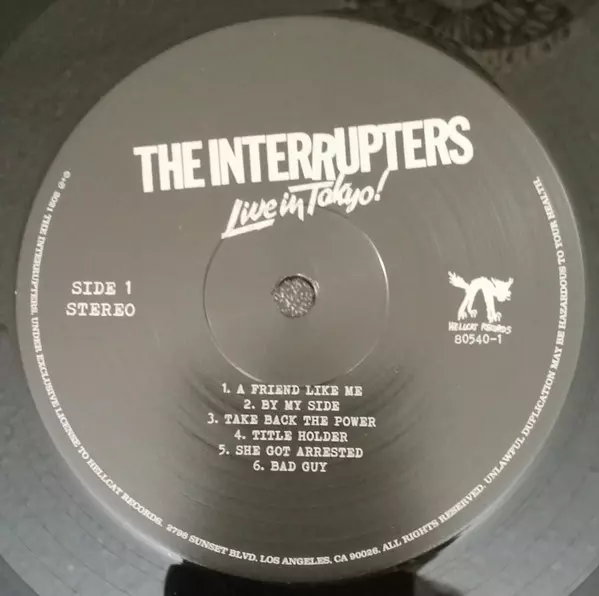 THE INTERRUPTERS
Live in Tokyo!
SIDE 1
STEREO
HELLCAT RECORDS
80540-1
1. A FRIEND LIKE ME
2. BY MY SIDE
3. TAKE BACK THE POWER
4. TITLE HOLDER
5. SHE GOT ARRESTED
6. BAD GUY
℗+© 2021 THE INTERRUPTERS, UNDER EXCLUSIVE LICENSE TO HELLCAT RECORDS. 2798 SUNSET BLVD. LOS ANGELES, CA 90026. ALL RIGHTS RESERVED. UNLAWFUL DUPLICATION MAY BE HAZARDOUS TO YOUR HEALTH.